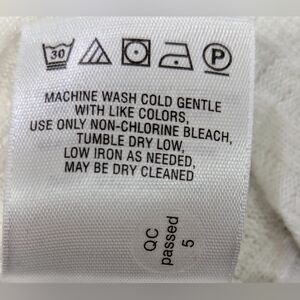 30
P
MACHINE WASH COLD GENTLE
WITH LIKE COLORS,
USE ONLY NON-CHLORINE BLEACH,
TUMBLE DRY LOW,
LOW IRON AS NEEDED,
MAY BE DRY CLEANED
QC
passed
5